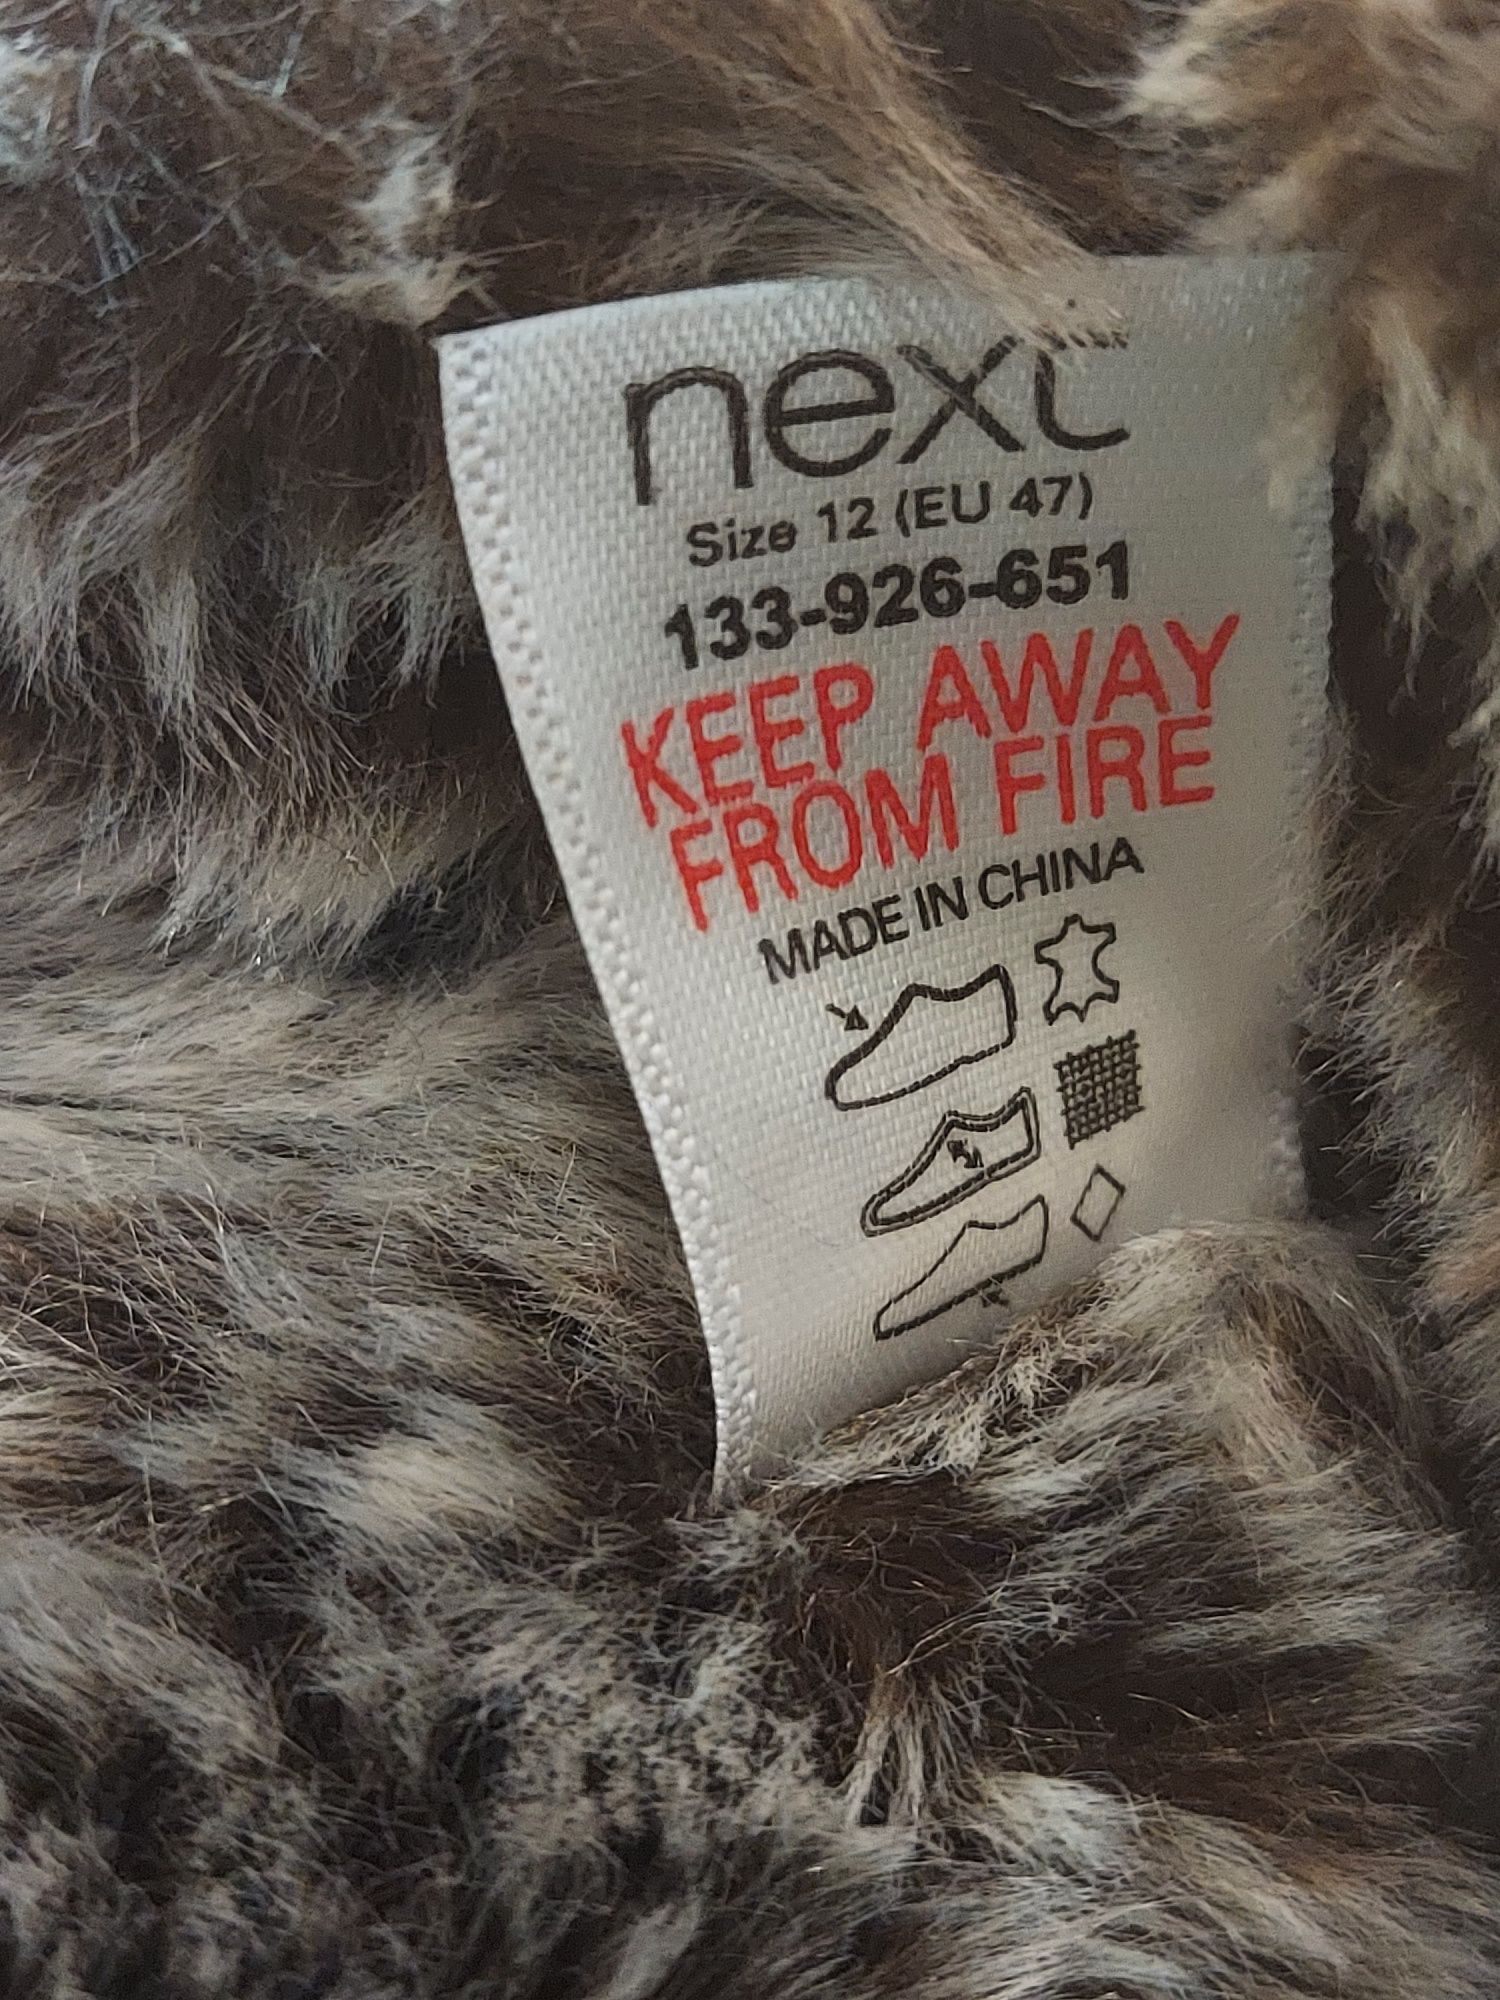 next
Size 12 (EU 47)
133-926-651
KEEP AWAY
FROM FIRE
MADE IN CHINA